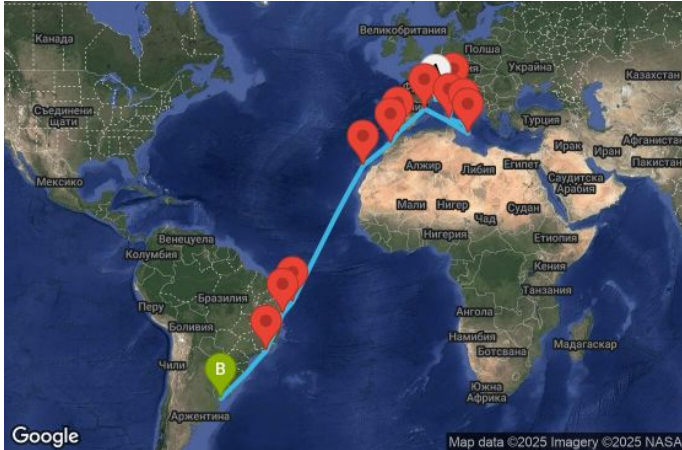 Великобритания
Канада
Полша
Украйна
Казахстан
Съединени
щати
Турция
Афганистан
Ирак
Иран
Пакистан
Алжир
Либия
Египет
Саудитска
Арабия
Мексико
Мали
Нигер
Судан
Чад
Нигерия
Венецуела
Етиопия
Колумбия
Кения
Бразилия
Танзания
Перу
Ангола
Боливия
Намибия
Мадагаскар
Ботсвана
Чили
B
Южна
Африка
Аржентина
Google
Map data ©2025 Imagery ©2025 NASA